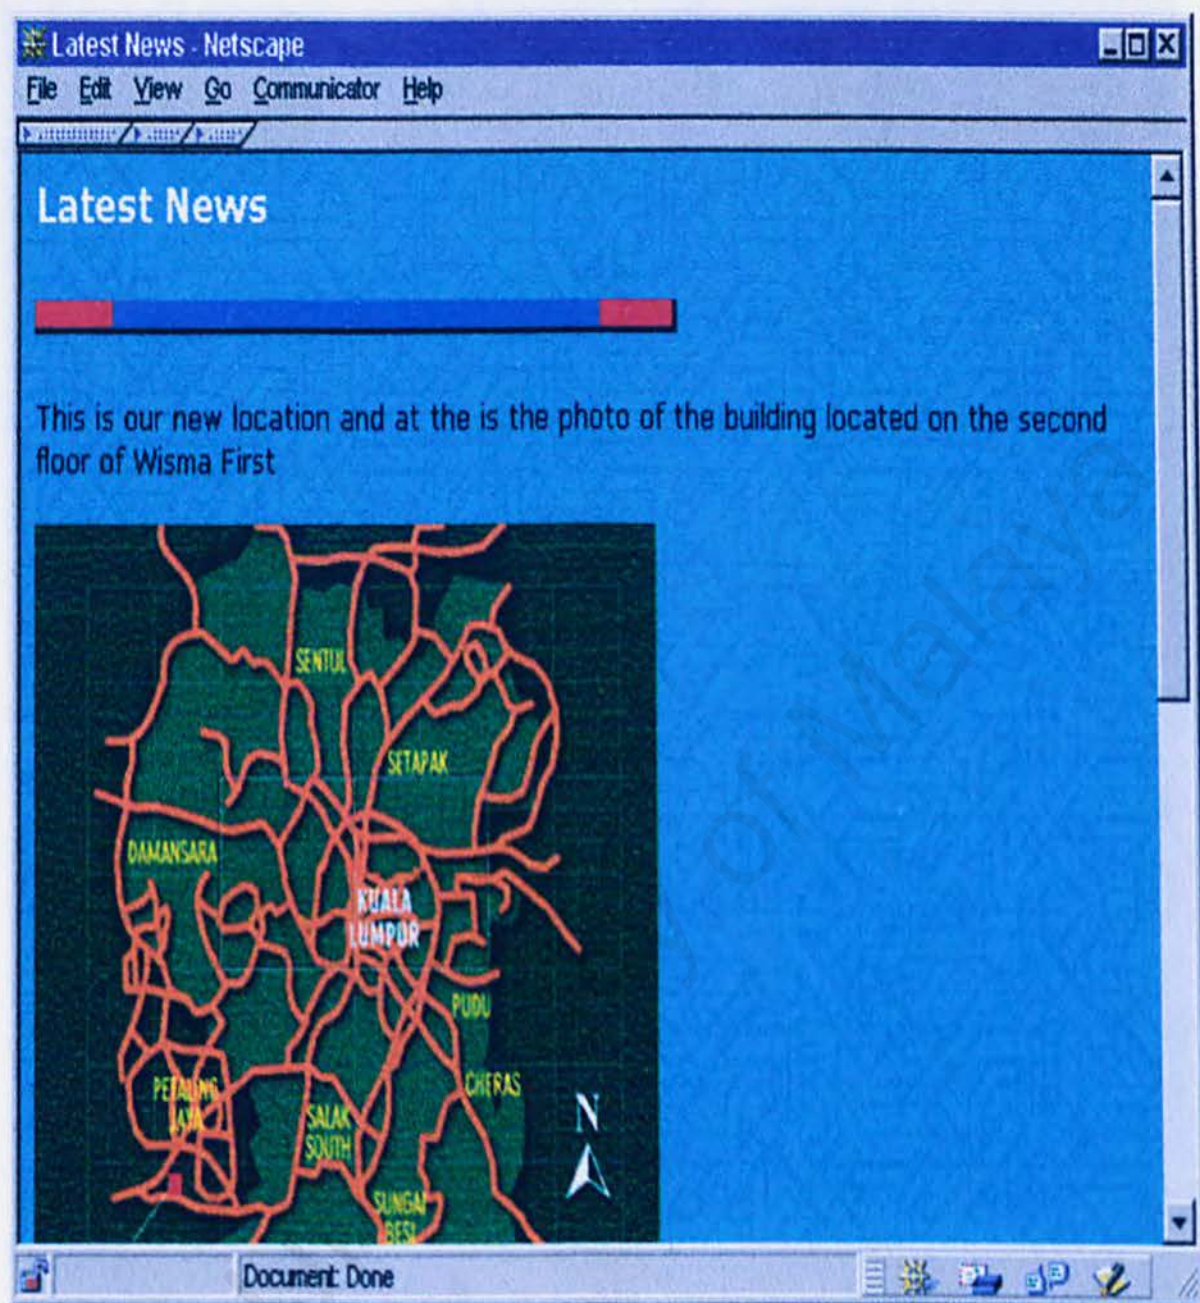 Latest News - Netscape
File Edit View Go Communicator Help
Latest News
This is our new location and at the is the photo of the building located on the second
floor of Wisma First
SENTUL
SETAPAK
DAMANSARA
KUALA
LUMPUR
PUDU
CHERAS
PETALING
JAYA
SALAK
SOUTH
N
SUNGAI
BESI
Document: Done
of Malaya